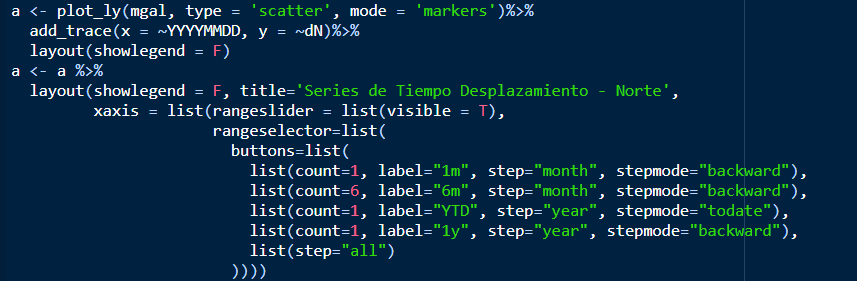 a <- plot_ly(mgal, type = 'scatter', mode = 'markers')%>%
  add_trace(x = ~YYYYMMDD, y = ~dN)%>%
  layout(showlegend = F)
a <- a %>%
  layout(showlegend = F, title='Series de Tiempo Desplazamiento - Norte',
         xaxis = list(rangeslider = list(visible = T),
                      rangeselector=list(
                        buttons=list(
                          list(count=1, label="1m", step="month", stepmode="backward"),
                          list(count=6, label="6m", step="month", stepmode="backward"),
                          list(count=1, label="YTD", step="year", stepmode="todate"),
                          list(count=1, label="1y", step="year", stepmode="backward"),
                          list(step="all")
                        ))))